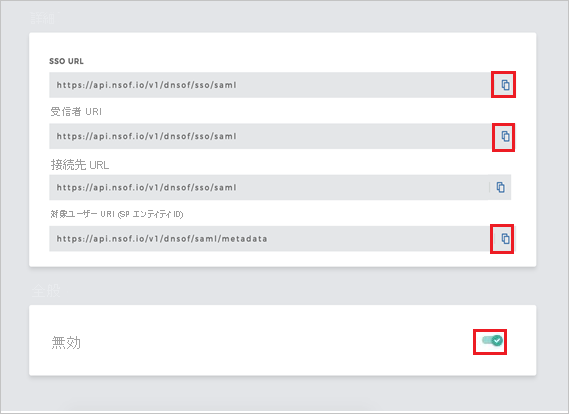 SSO URL
https://api.nsof.io/v1/dnsof/sso/saml
受信者 URI
https://api.nsof.io/v1/dnsof/sso/saml
接続先 URL
https://api.nsof.io/v1/dnsof/sso/saml
対象ユーザー URI (SP エンティティ ID)
https://api.nsof.io/v1/dnsof/saml/metadata
無効